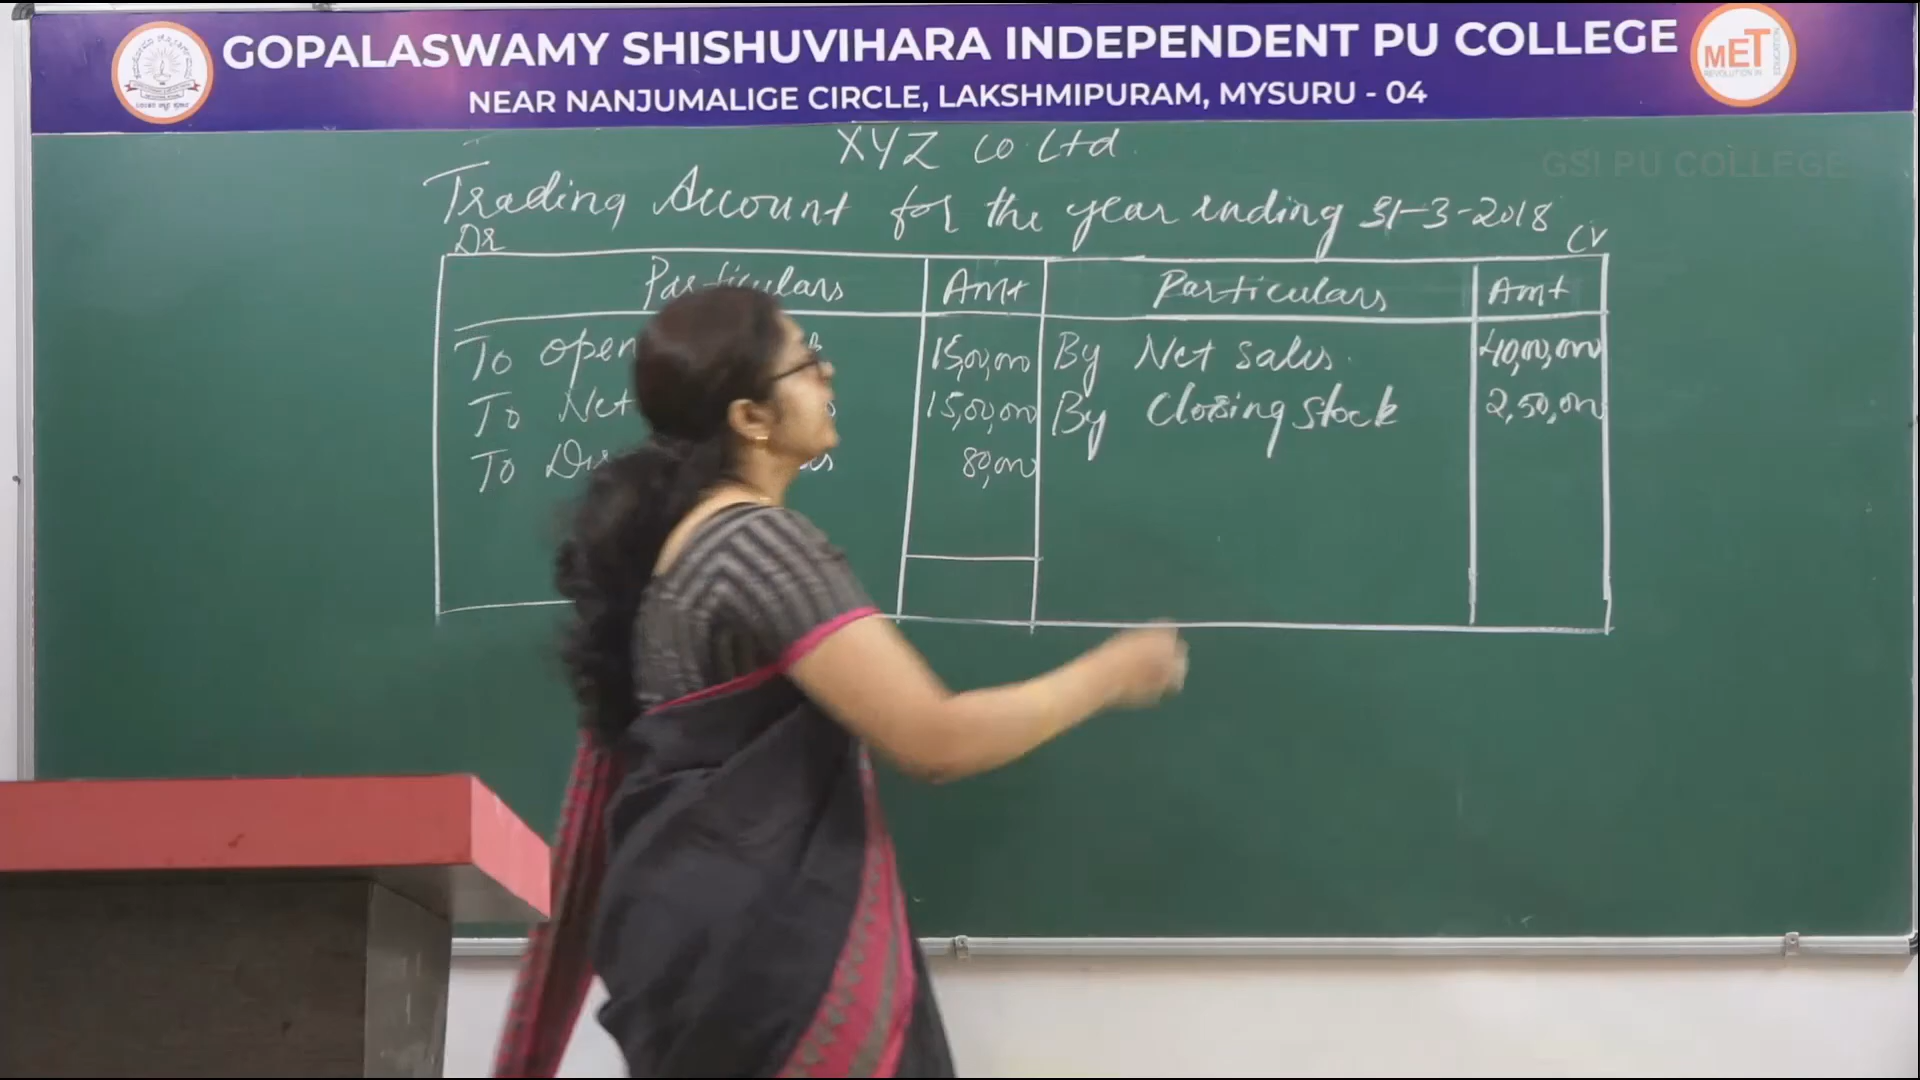 GOPALASWAMY SHISHUVIHARA INDEPENDENT PU COLLEGE
NEAR NANJUMALIGE CIRCLE, LAKSHMIPURAM, MYSURU - 04
MET
REVOLUTION IN
GSI PU COLLEGE
XYZ Co Ltd
Trading Account for the year ending 31-3-2018
Dr Cr
Particulars Amt Particulars Amt
To open 15,00,000 By Net sales. 40,00,000
To Net 15,00,000 By Closing stock 2,50,000
To 80,000